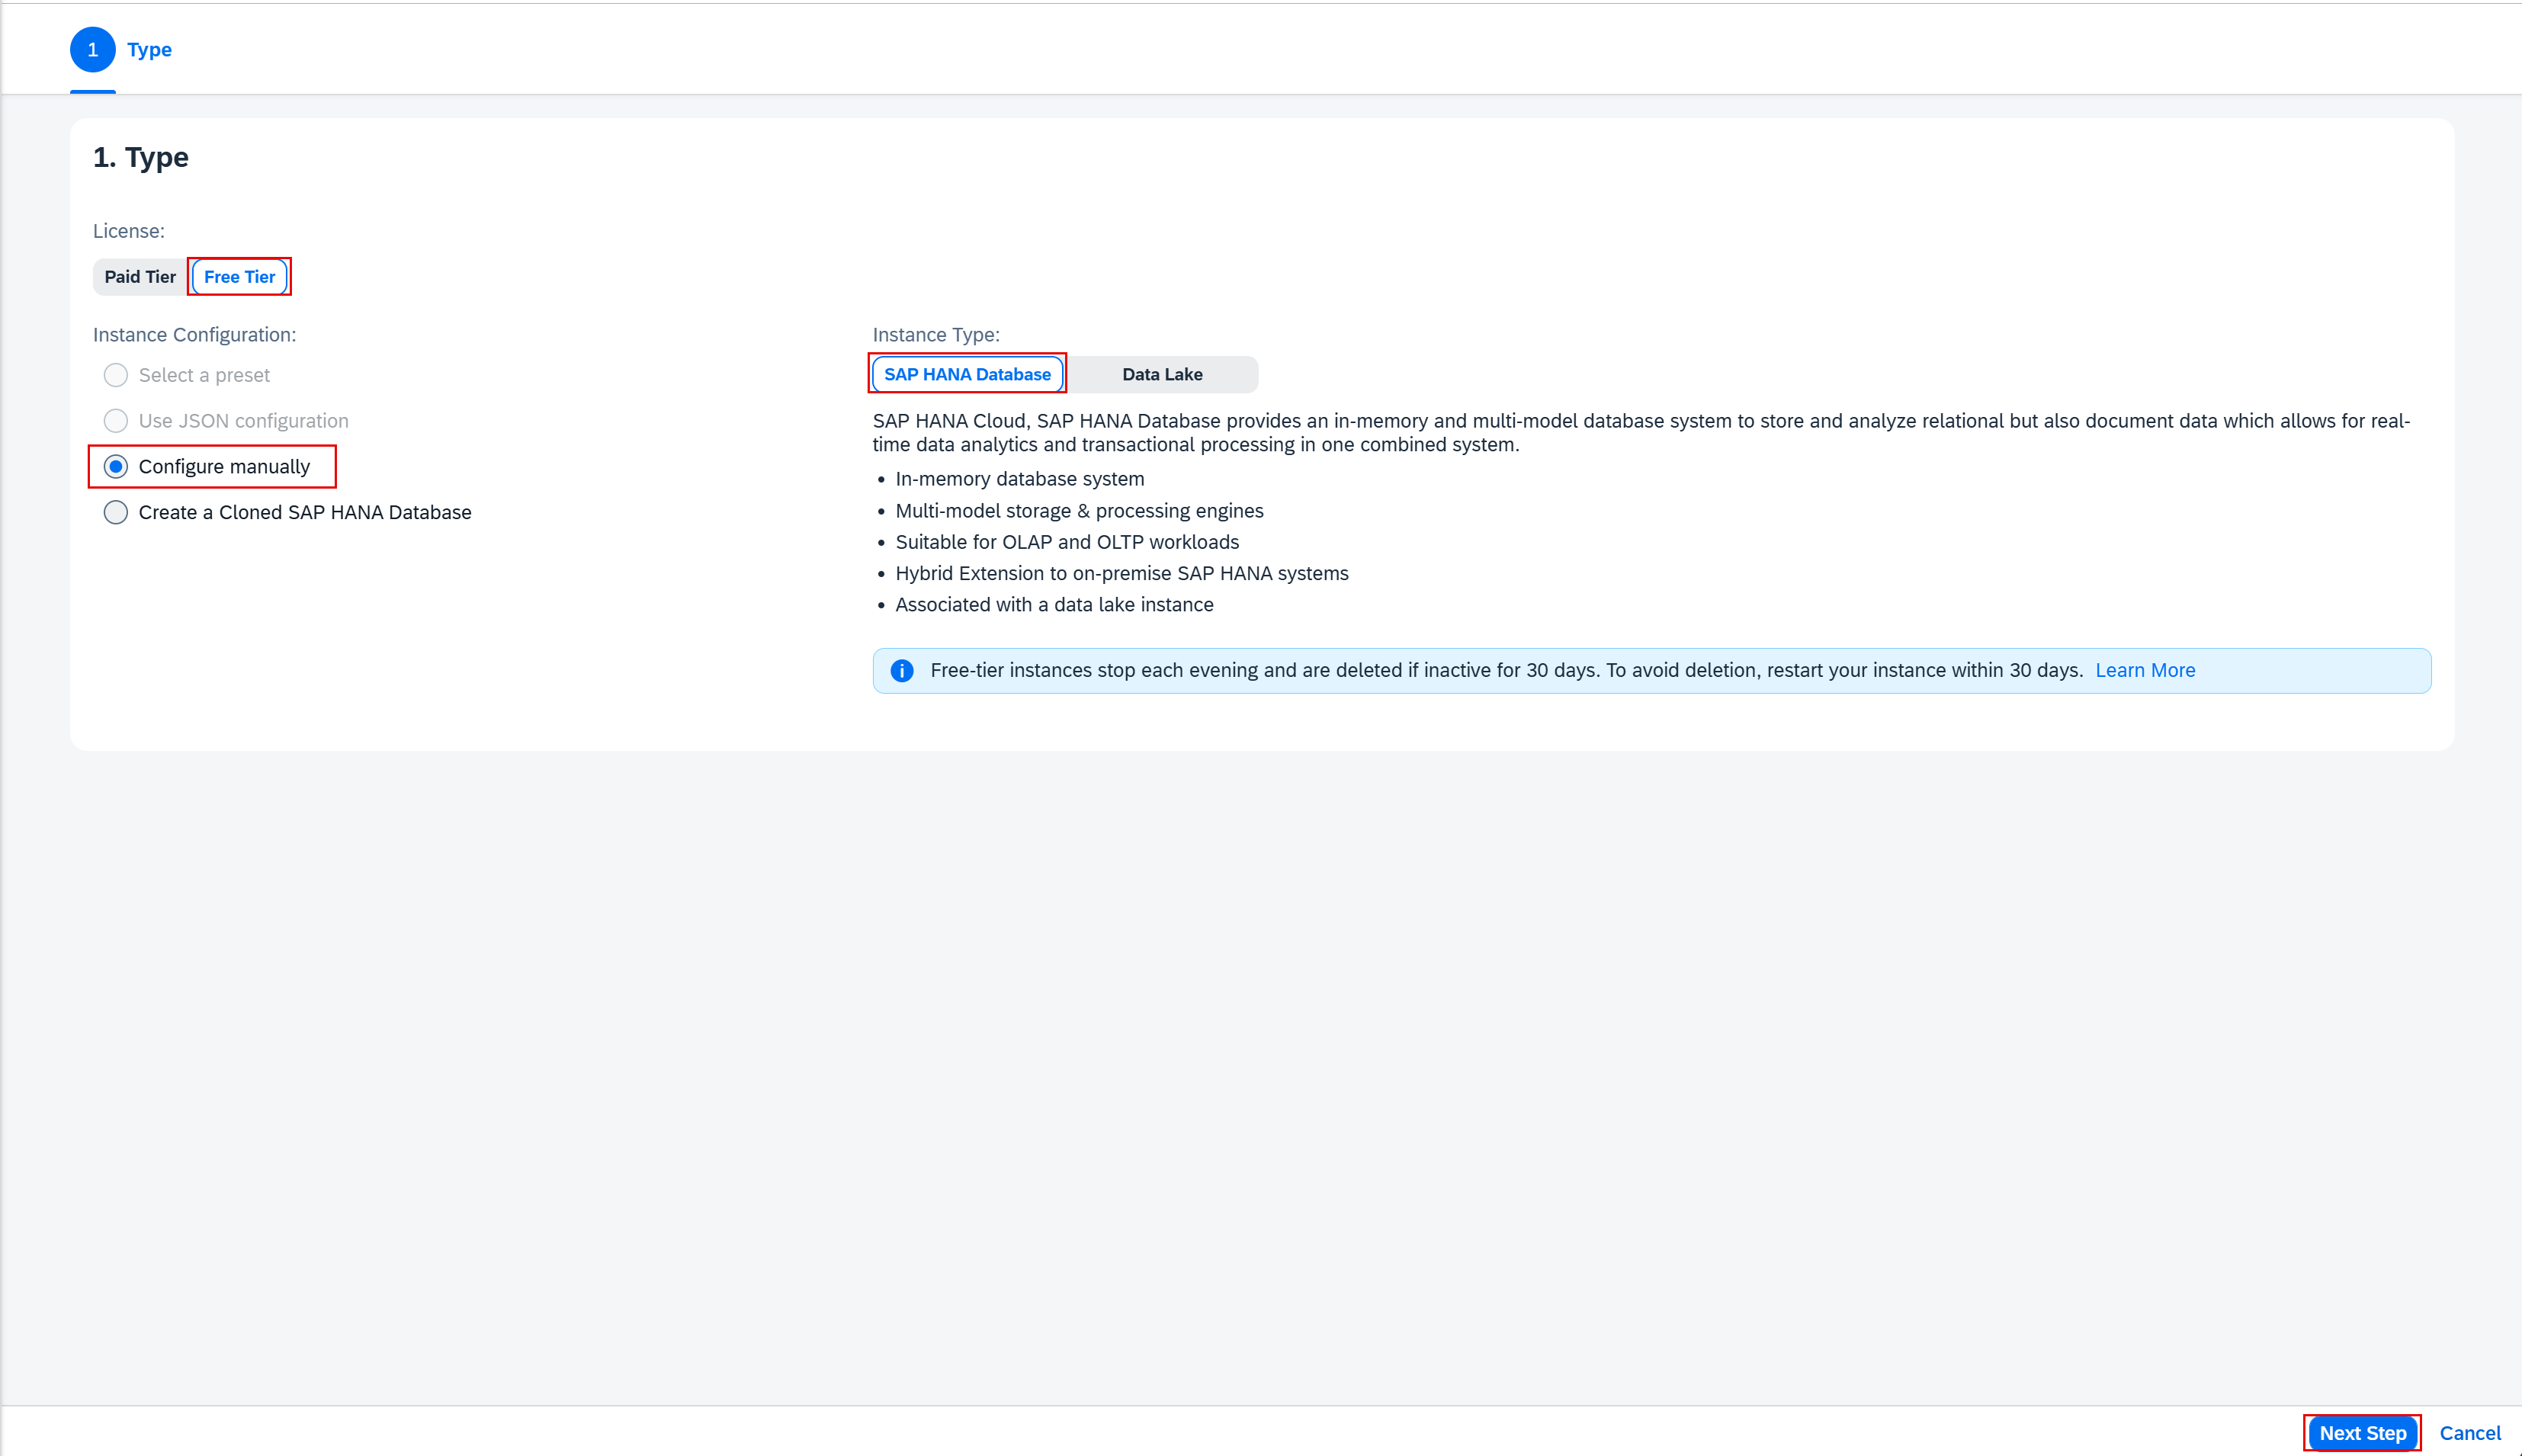 1 Type
1. Type
License:
Paid Tier Free Tier
Instance Configuration:
Select a preset
Use JSON configuration
Configure manually
Create a Cloned SAP HANA Database
Instance Type:
SAP HANA Database Data Lake
SAP HANA Cloud, SAP HANA Database provides an in-memory and multi-model database system to store and analyze relational but also document data which allows for real-
time data analytics and transactional processing in one combined system.
• In-memory database system
• Multi-model storage & processing engines
• Suitable for OLAP and OLTP workloads
• Hybrid Extension to on-premise SAP HANA systems
• Associated with a data lake instance
Free-tier instances stop each evening and are deleted if inactive for 30 days. To avoid deletion, restart your instance within 30 days. Learn More
Next Step Cancel